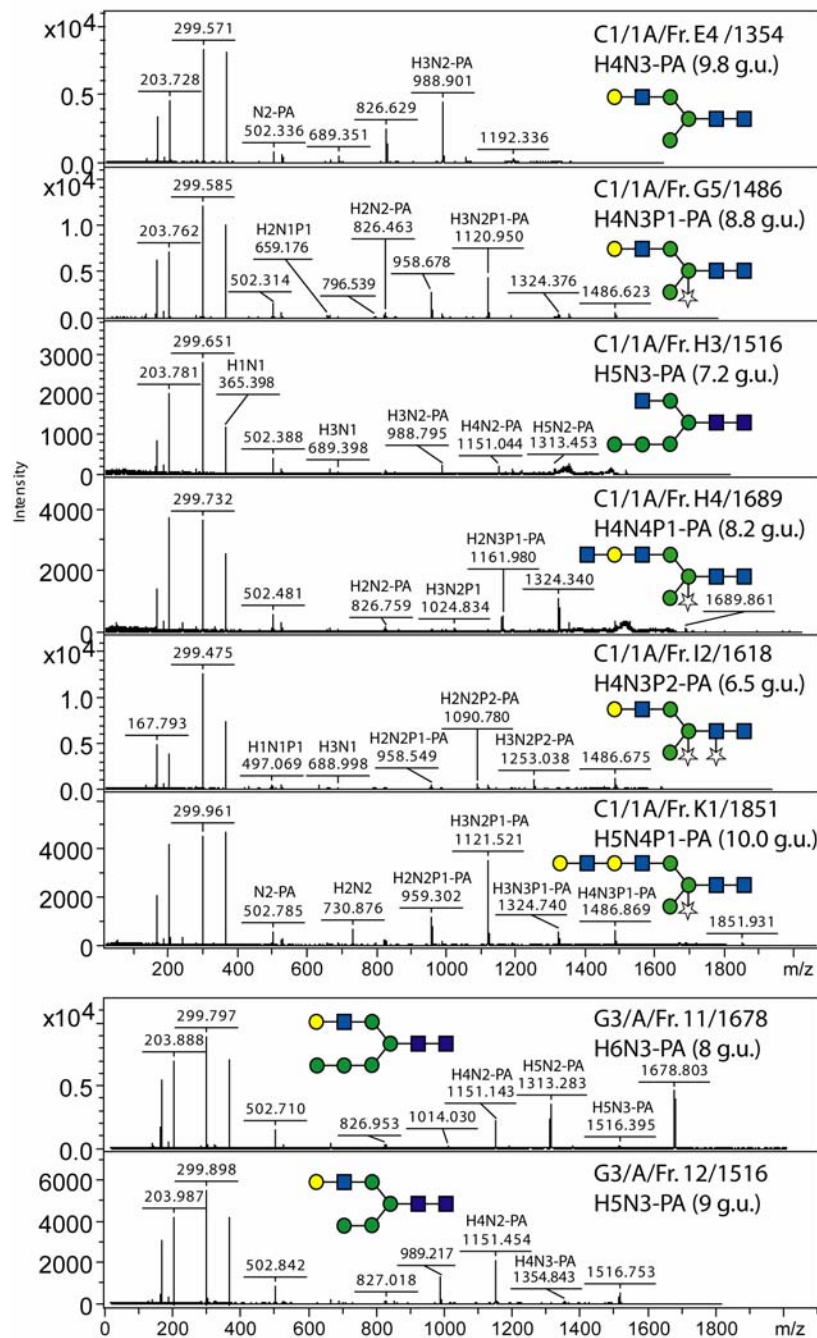 x10⁴
299.571
203.728
N2-PA
502.336
689.351
826.629
H3N2-PA
988.901
1192.336
C1/1A/Fr. E4 /1354
H4N3-PA (9.8 g.u.)
0.5
0.0
x10⁴
299.585
203.762
H2N1P1
659.176
502.314
796.539
H2N2-PA
826.463
958.678
H3N2P1-PA
1120.950
1324.376
1486.623
C1/1A/Fr. G5/1486
H4N3P1-PA (8.8 g.u.)
1.0
0.5
0.0
299.651
203.781
H1N1
365.398
502.388
H3N1
689.398
H3N2-PA
988.795
H4N2-PA
1151.044
H5N2-PA
1313.453
C1/1A/Fr. H3/1516
H5N3-PA (7.2 g.u.)
3000
2000
1000
0
Intensity
299.732
502.481
H2N2-PA
826.759
H3N2P1
1024.834
H2N3P1-PA
1161.980
1324.340
1689.861
C1/1A/Fr. H4/1689
H4N4P1-PA (8.2 g.u.)
4000
2000
0
x10⁴
299.475
167.793
H1N1P1
497.069
H3N1
688.998
H2N2P1-PA
958.549
H2N2P2-PA
1090.780
H3N2P2-PA
1253.038
1486.675
C1/1A/Fr. I2/1618
H4N3P2-PA (6.5 g.u.)
1.0
0.5
0.0
299.961
N2-PA
502.785
H2N2
730.876
H2N2P1-PA
959.302
H3N2P1-PA
1121.521
H3N3P1-PA
1324.740
H4N3P1-PA
1486.869
1851.931
C1/1A/Fr. K1/1851
H5N4P1-PA (10.0 g.u.)
4000
2000
0
200 400 600 800 1000 1200 1400 1600 1800 m/z
x10⁴
299.797
203.888
502.710
826.953
1014.030
H4N2-PA
1151.143
H5N2-PA
1313.283
H5N3-PA
1516.395
1678.803
G3/A/Fr. 11/1678
H6N3-PA (8 g.u.)
0.5
0
299.898
203.987
502.842
827.018
989.217
H4N2-PA
1151.454
H4N3-PA
1354.843
1516.753
G3/A/Fr. 12/1516
H5N3-PA (9 g.u.)
6000
4000
2000
0
0 200 400 600 800 1000 1200 1400 1600 1800 m/z